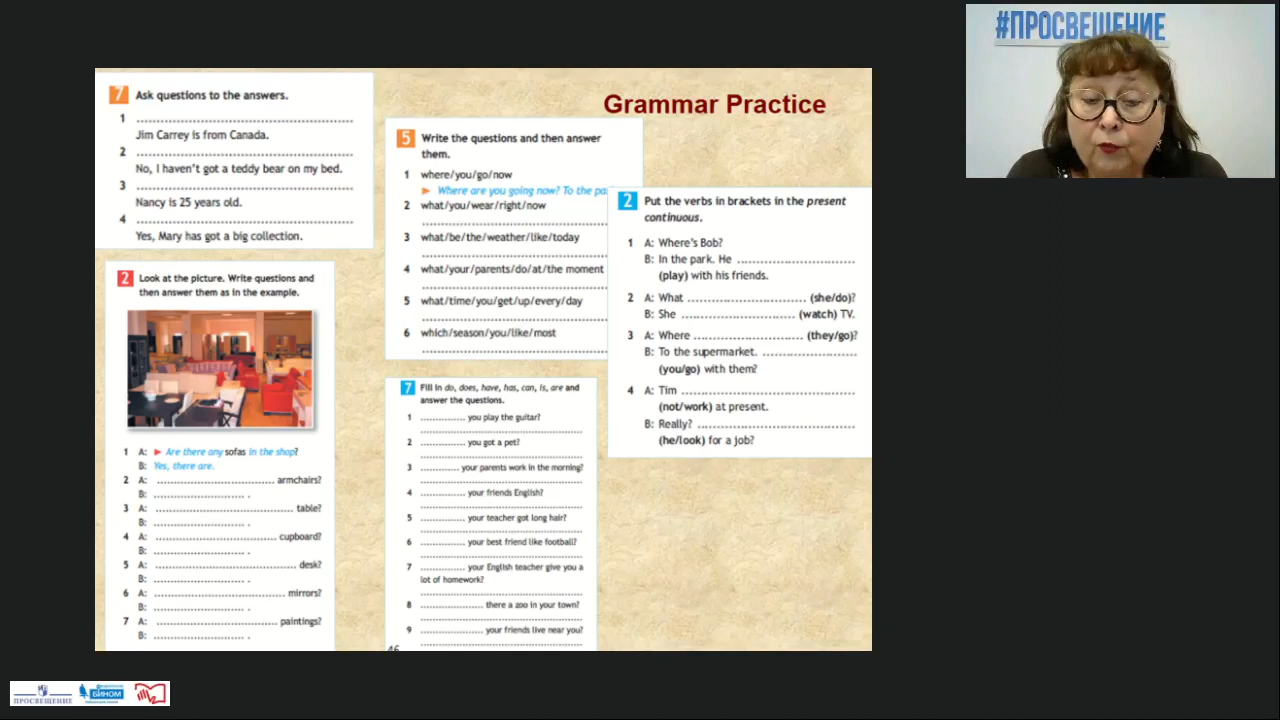 #ПРОСВЕЩЕНИЕ
Grammar Practice
7 Ask questions to the answers.
1 ........................................................
Jim Carrey is from Canada.
2 ........................................................
No, I haven't got a teddy bear on my bed.
3 ........................................................
Nancy is 25 years old.
4 ........................................................
Yes, Mary has got a big collection.
2 Look at the picture. Write questions and
then answer them as in the example.
1 A: ► Are there any sofas in the shop?
B: Yes, there are.
2 A: .................................. armchairs?
B: .......................... .
3 A: ....................................... table?
B: .......................... .
4 A: .................................. cupboard?
B: .......................... .
5 A: ........................................ desk?
B: .......................... .
6 A: ..................................... mirrors?
B: .......................... .
7 A: .................................. paintings?
B: .......................... .
5 Write the questions and then answer
them.
1 where/you/go/now
► Where are you going now? To the pa
2 what/you/wear/right/now
........................................................
3 what/be/the/weather/like/today
........................................................
4 what/your/parents/do/at/the moment
........................................................
5 what/time/you/get/up/every/day
........................................................
6 which/season/you/like/most
........................................................
7 Fill in do, does, have, has, can, is, are and
answer the questions.
1 ................ you play the guitar?
........................................................
2 ................ you got a pet?
........................................................
3 .............. your parents work in the morning?
........................................................
4 ................ your friends English?
........................................................
5 ................ your teacher got long hair?
........................................................
6 ................ your best friend like football?
........................................................
7 ................ your English teacher give you a
lot of homework?
........................................................
8 ...................... there a zoo in your town?
........................................................
9 ...................... your friends live near you?
........................................................
46
2 Put the verbs in brackets in the present
continuous.
1 A: Where's Bob?
B: In the park. He ................................
(play) with his friends.
2 A: What ................................ (she/do)?
B: She ............................... (watch) TV.
3 A: Where .............................. (they/go)?
B: To the supermarket. .........................
(you/go) with them?
4 A: Tim ..............................................
(not/work) at present.
B: Really? ..........................................
(he/look) for a job?
ПРОСВЕЩЕНИЕ
БИНОМ